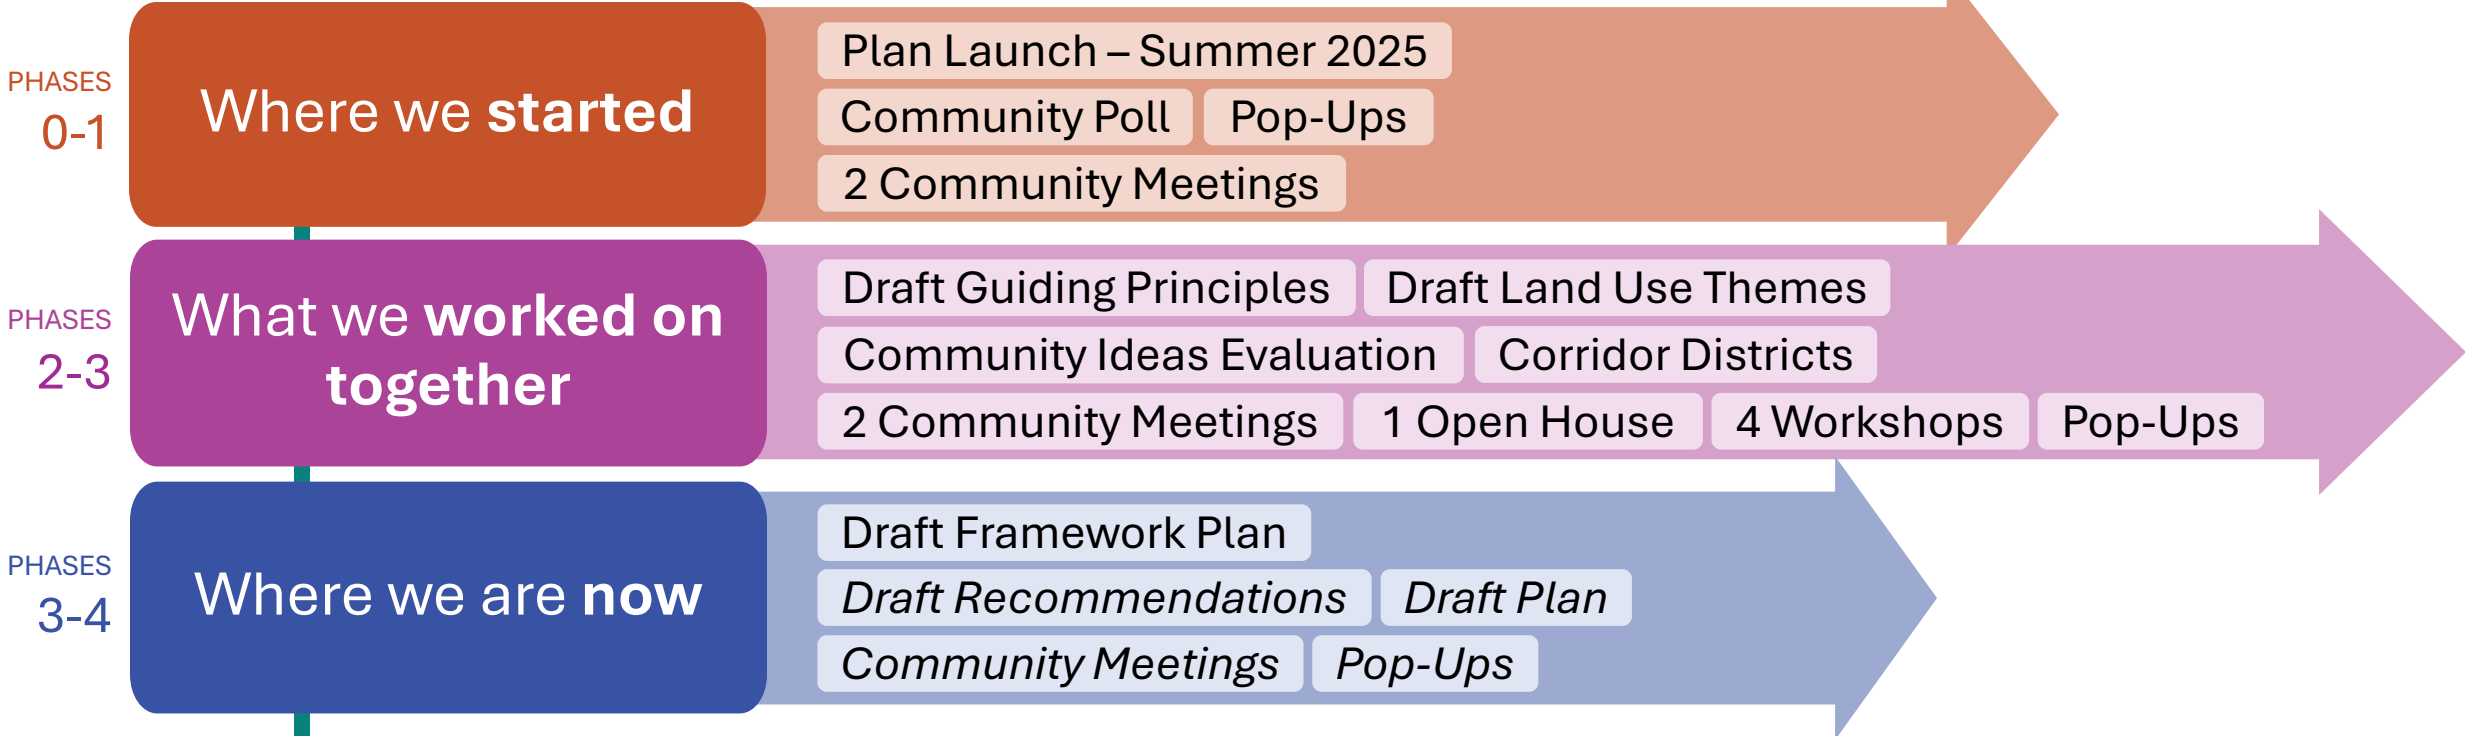 PHASES
0-1
Where we started
Plan Launch – Summer 2025
Community Poll
Pop-Ups
2 Community Meetings
PHASES
2-3
What we worked on
together
Draft Guiding Principles
Draft Land Use Themes
Community Ideas Evaluation
Corridor Districts
2 Community Meetings
1 Open House
4 Workshops
Pop-Ups
PHASES
3-4
Where we are now
Draft Framework Plan
Draft Recommendations
Draft Plan
Community Meetings
Pop-Ups